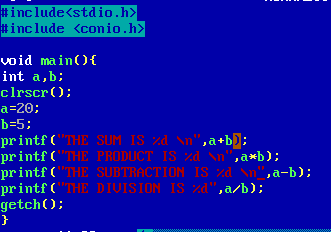 #include<stdio.h>
#include <conio.h>
void main(){
int a,b;
clrscr();
a=20;
b=5;
printf("THE SUM IS %d \n",a+b);
printf("THE PRODUCT IS %d \n",a*b);
printf("THE SUBTRACTION IS %d \n",a-b);
printf("THE DIVISION IS %d",a/b);
getch();
}